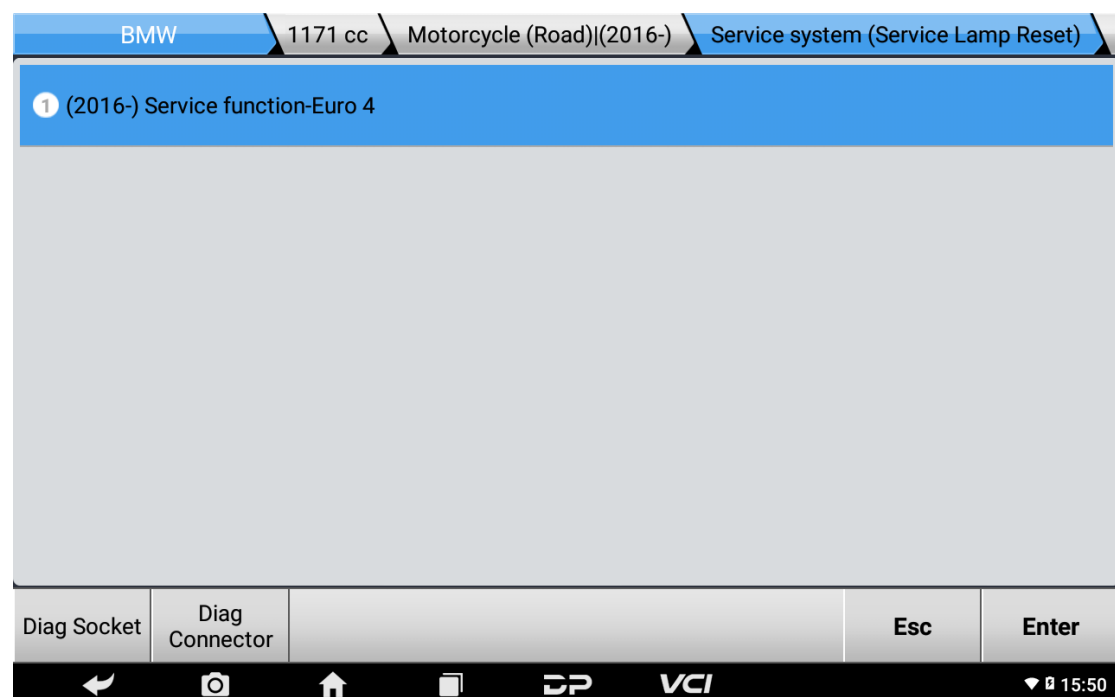 BMW
1171 cc
Motorcycle (Road)|(2016-)
Service system (Service Lamp Reset)
1 (2016-) Service function-Euro 4
Diag Socket
Diag
Connector
Esc
Enter
DP
VCI
15:50